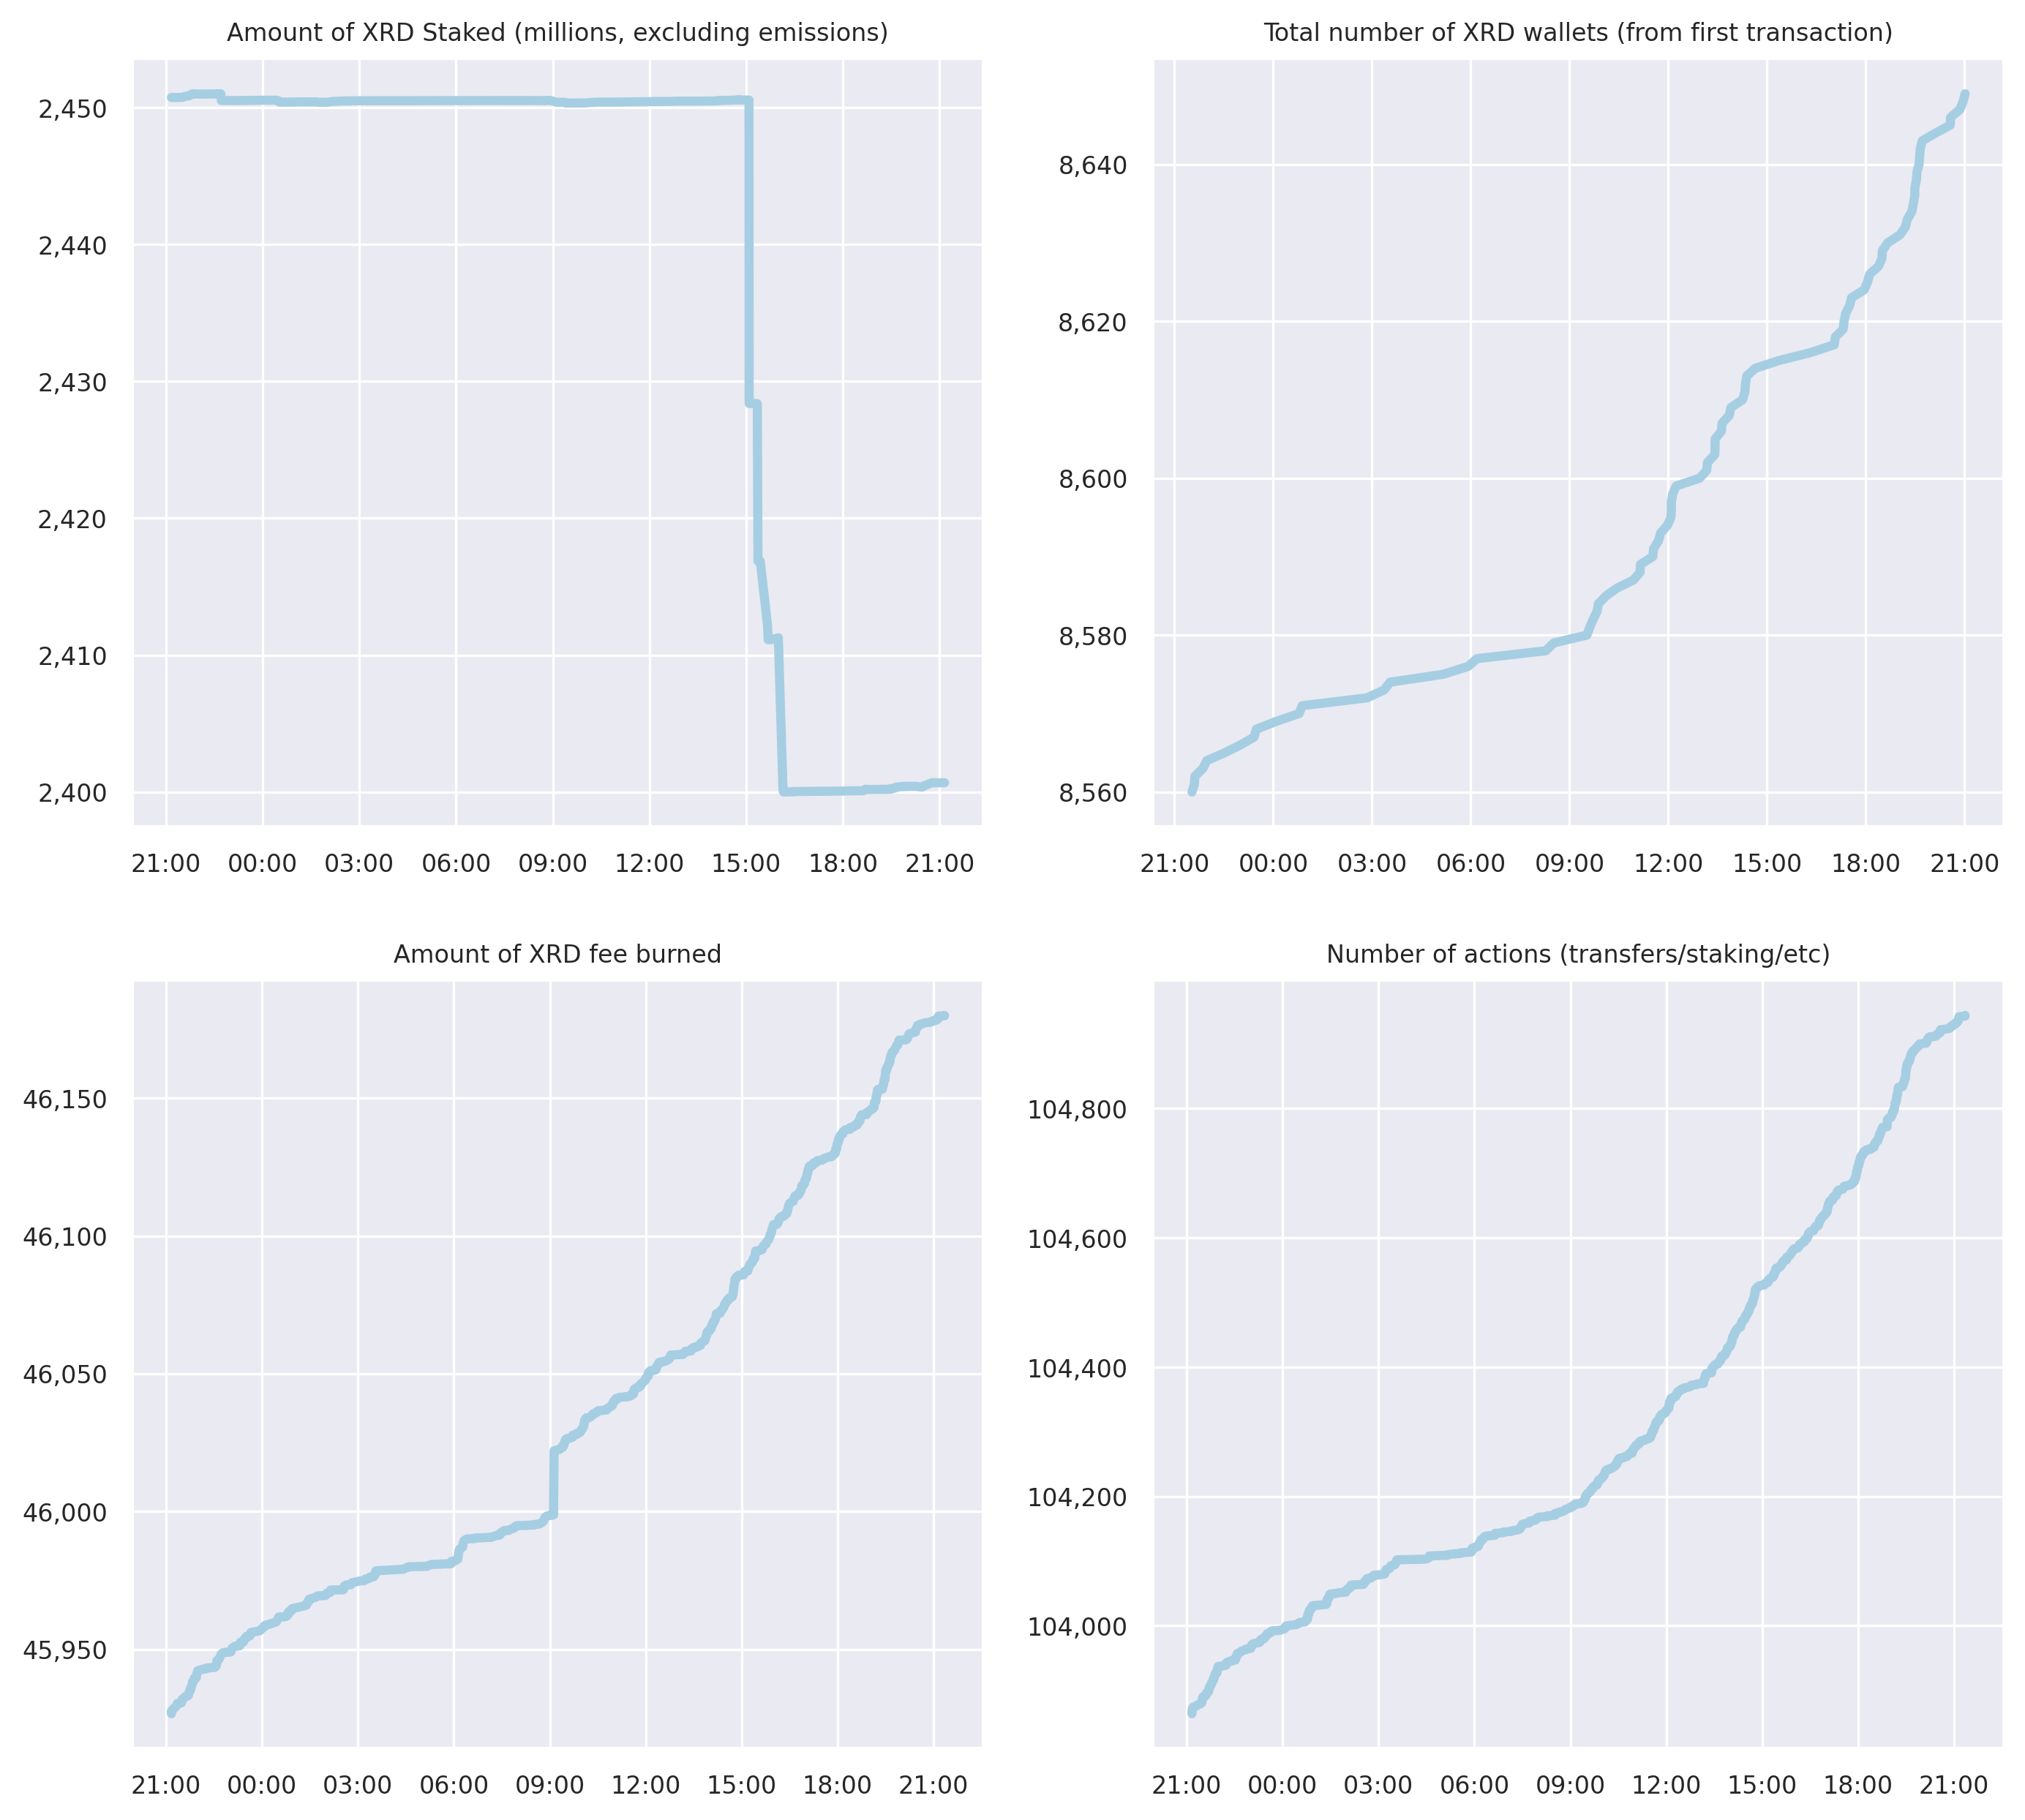 Amount of XRD Staked (millions, excluding emissions)
2,450
2,440
2,430
2,420
2,410
2,400
21:00 00:00 03:00 06:00 09:00 12:00 15:00 18:00 21:00
Total number of XRD wallets (from first transaction)
8,640
8,620
8,600
8,580
8,560
21:00 00:00 03:00 06:00 09:00 12:00 15:00 18:00 21:00
Amount of XRD fee burned
46,150
46,100
46,050
46,000
45,950
21:00 00:00 03:00 06:00 09:00 12:00 15:00 18:00 21:00
Number of actions (transfers/staking/etc)
104,800
104,600
104,400
104,200
104,000
21:00 00:00 03:00 06:00 09:00 12:00 15:00 18:00 21:00